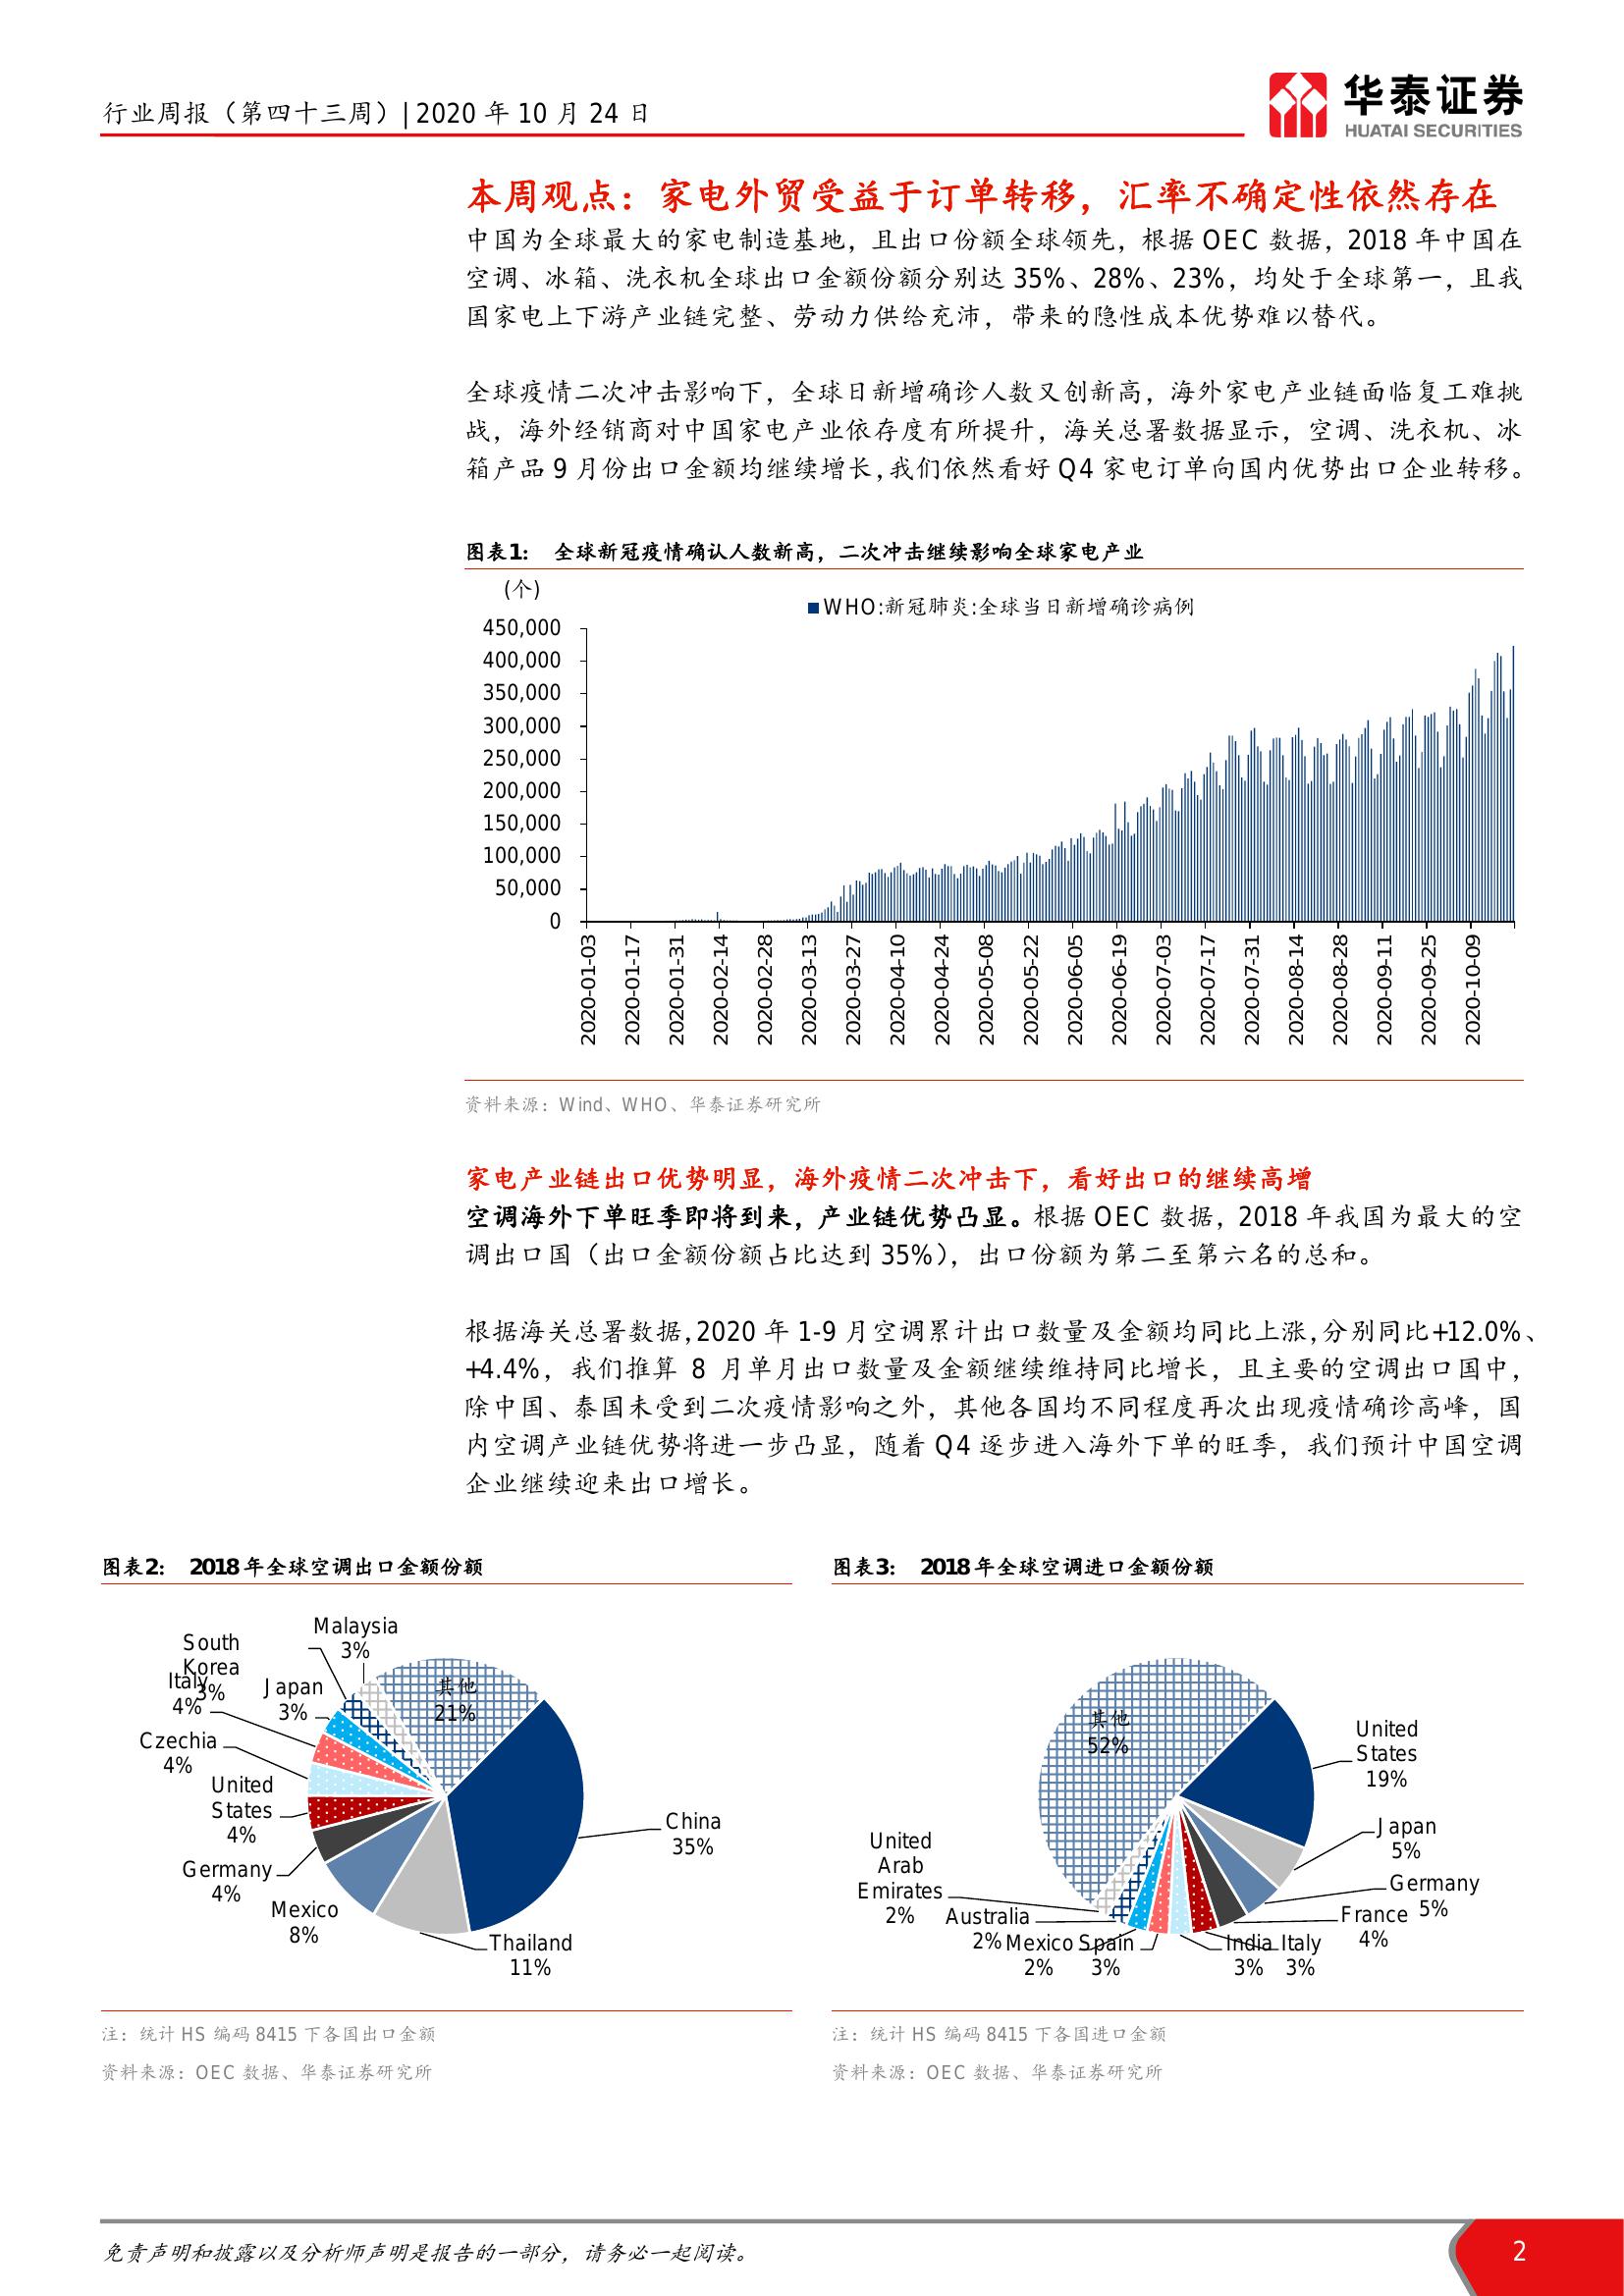 行业周报（第四十三周）|2020 年 10 月 24 日
华泰证券
HUATAI SECURITIES
本周观点：家电外贸受益于订单转移，汇率不确定性依然存在
中国为全球最大的家电制造基地，且出口份额全球领先，根据 OEC 数据，2018 年中国在
空调、冰箱、洗衣机全球出口金额份额分别达 35%、28%、23%，均处于全球第一，且我
国家电上下游产业链完整、劳动力供给充沛，带来的隐性成本优势难以替代。
全球疫情二次冲击影响下，全球日新增确诊人数又创新高，海外家电产业链面临复工难挑
战，海外经销商对中国家电产业依存度有所提升，海关总署数据显示，空调、洗衣机、冰
箱产品 9 月份出口金额均继续增长，我们依然看好 Q4 家电订单向国内优势出口企业转移。
图表1： 全球新冠疫情确认人数新高，二次冲击继续影响全球家电产业
(个)
WHO:新冠肺炎:全球当日新增确诊病例
450,000
400,000
350,000
300,000
250,000
200,000
150,000
100,000
50,000
0
2020-01-03
2020-01-17
2020-01-31
2020-02-14
2020-02-28
2020-03-13
2020-03-27
2020-04-10
2020-04-24
2020-05-08
2020-05-22
2020-06-05
2020-06-19
2020-07-03
2020-07-17
2020-07-31
2020-08-14
2020-08-28
2020-09-11
2020-09-25
2020-10-09
资料来源：Wind、WHO、华泰证券研究所
家电产业链出口优势明显，海外疫情二次冲击下，看好出口的继续高增
空调海外下单旺季即将到来，产业链优势凸显。根据 OEC 数据，2018 年我国为最大的空
调出口国（出口金额份额占比达到 35%），出口份额为第二至第六名的总和。
根据海关总署数据，2020 年 1-9 月空调累计出口数量及金额均同比上涨，分别同比+12.0%、
+4.4%，我们推算 8 月单月出口数量及金额继续维持同比增长，且主要的空调出口国中，
除中国、泰国未受到二次疫情影响之外，其他各国均不同程度再次出现疫情确诊高峰，国
内空调产业链优势将进一步凸显，随着 Q4 逐步进入海外下单的旺季，我们预计中国空调
企业继续迎来出口增长。
图表2： 2018 年全球空调出口金额份额
Malaysia
3%
South
Korea
3%
Italy
4%
Japan
3%
其他
21%
Czechia
4%
United
States
4%
China
35%
Germany
4%
Mexico
8%
Thailand
11%
注：统计 HS 编码 8415 下各国出口金额
资料来源：OEC 数据、华泰证券研究所
图表3： 2018 年全球空调进口金额份额
其他
52%
United
States
19%
Japan
5%
Germany
5%
France
4%
Italy
3%
India
3%
Spain
3%
Mexico
2%
Australia
2%
United
Arab
Emirates
2%
注：统计 HS 编码 8415 下各国进口金额
资料来源：OEC 数据、华泰证券研究所
免责声明和披露以及分析师声明是报告的一部分，请务必一起阅读。
2